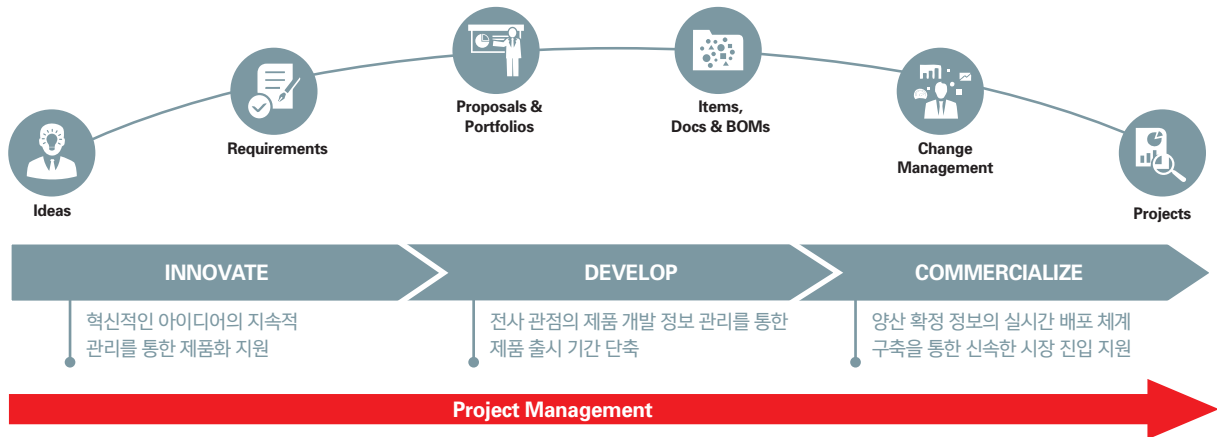 Ideas
Requirements
Proposals &
Portfolios
Items,
Docs & BOMs
Change
Management
Projects
INNOVATE
DEVELOP
COMMERCIALIZE
혁신적인 아이디어의 지속적
관리를 통한 제품화 지원
전사 관점의 제품 개발 정보 관리를 통한
제품 출시 기간 단축
양산 확정 정보의 실시간 배포 체계
구축을 통한 신속한 시장 진입 지원
Project Management